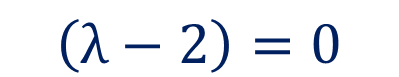 (λ − 2) = 0